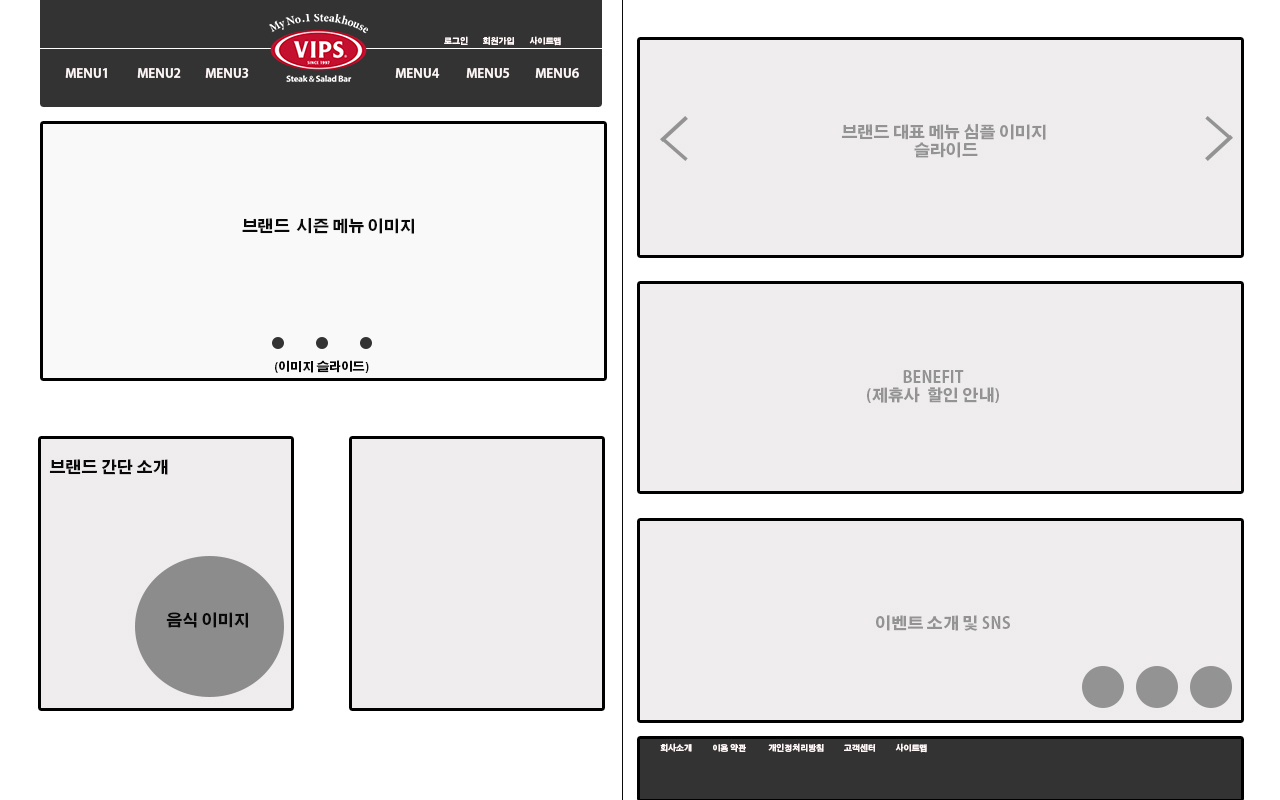 My No.1 Steakhouse
VIPS
SINCE 1997
Steak & Salad Bar
로그인 회원가입 사이트맵
MENU1 MENU2 MENU3 MENU4 MENU5 MENU6
브랜드 시즌 메뉴 이미지
(이미지 슬라이드)
브랜드 간단 소개
음식 이미지
브랜드 대표 메뉴 심플 이미지
슬라이드
BENEFIT
(제휴사 할인 안내)
이벤트 소개 및 SNS
회사소개 이용 약관 개인정처리방침 고객센터 사이트맵